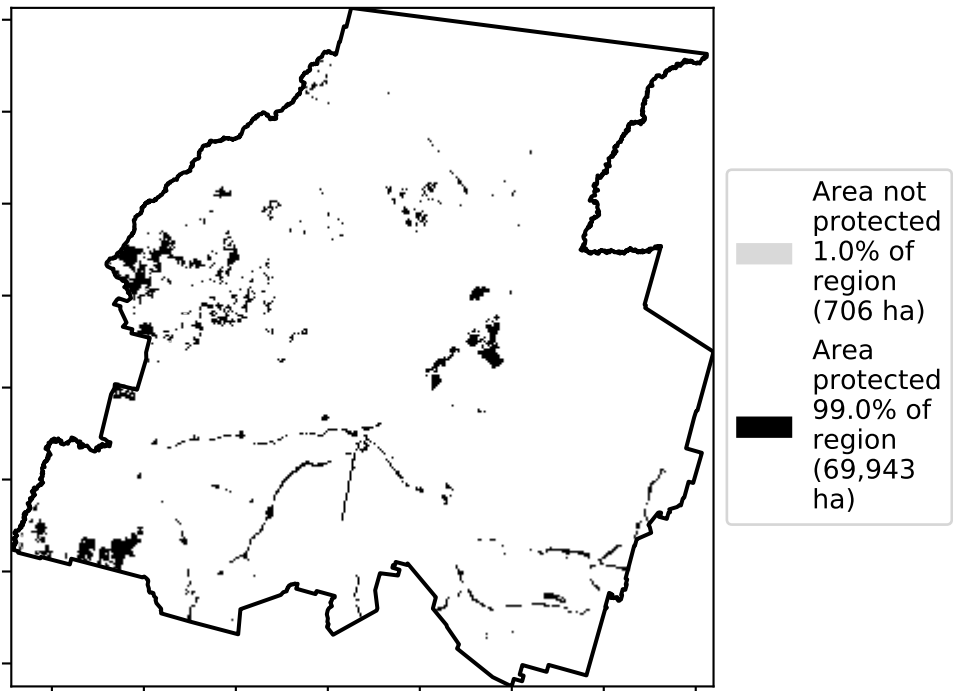 Area not
protected
1.0% of
region
(706 ha)
Area
protected
99.0% of
region
(69,943
ha)